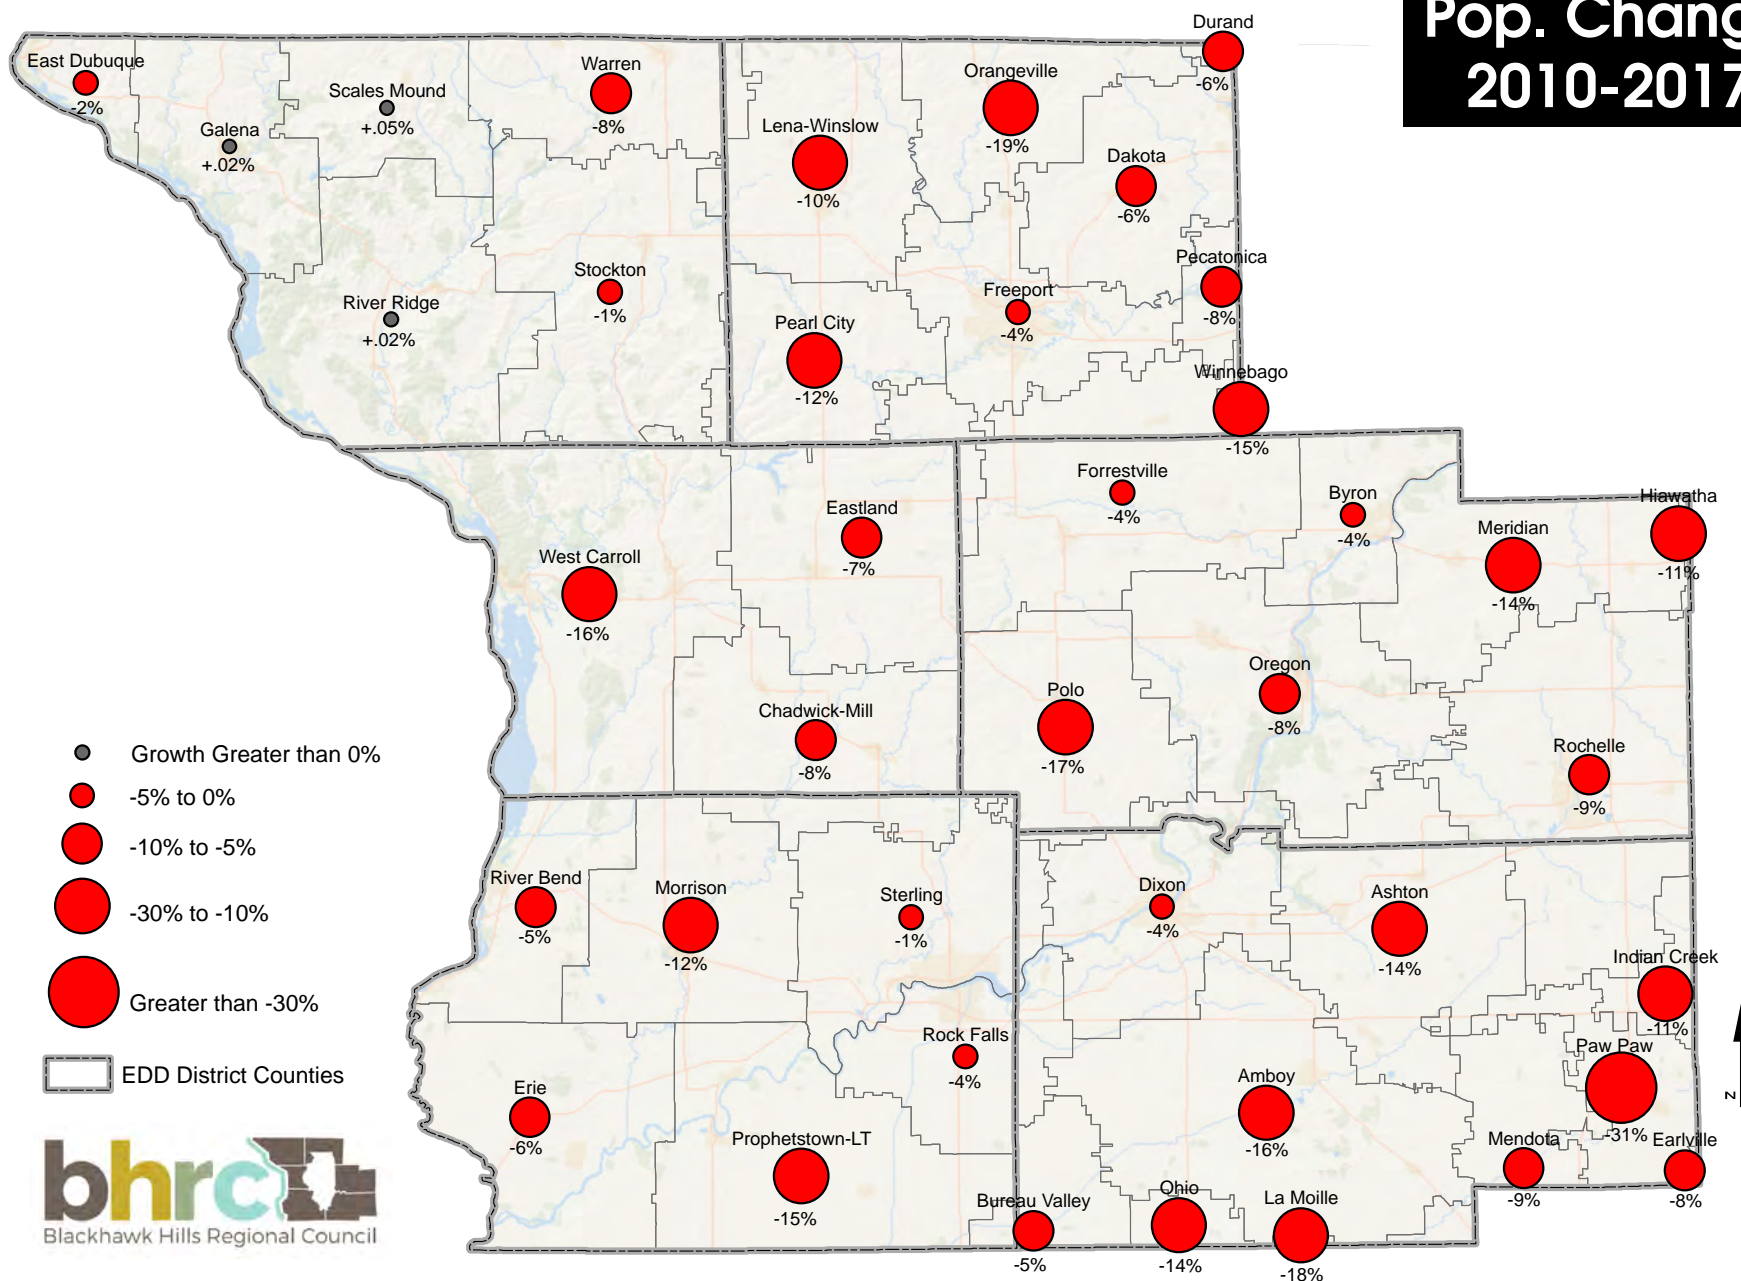 Pop. Chang
2010-2017
Durand
-6%
East Dubuque
-2%
Scales Mound
+.05%
Galena
+.02%
Warren
-8%
Orangeville
-19%
Lena-Winslow
-10%
Dakota
-6%
Pecatonica
-8%
Stockton
-1%
River Ridge
+.02%
Freeport
-4%
Pearl City
-12%
Winnebago
-15%
Forrestville
-4%
Byron
-4%
Hiawatha
-11%
Meridian
-14%
Eastland
-7%
West Carroll
-16%
Oregon
-8%
Polo
-17%
Chadwick-Mill
-8%
Rochelle
-9%
Growth Greater than 0%
-5% to 0%
-10% to -5%
-30% to -10%
Greater than -30%
EDD District Counties
River Bend
-5%
Morrison
-12%
Sterling
-1%
Dixon
-4%
Ashton
-14%
Indian Creek
-11%
Rock Falls
-4%
Paw Paw
-31%
Erie
-6%
Amboy
-16%
Prophetstown-LT
-15%
Mendota
-9%
Earlville
-8%
Bureau Valley
-5%
Ohio
-14%
La Moille
-18%
z
bhrc
Blackhawk Hills Regional Council